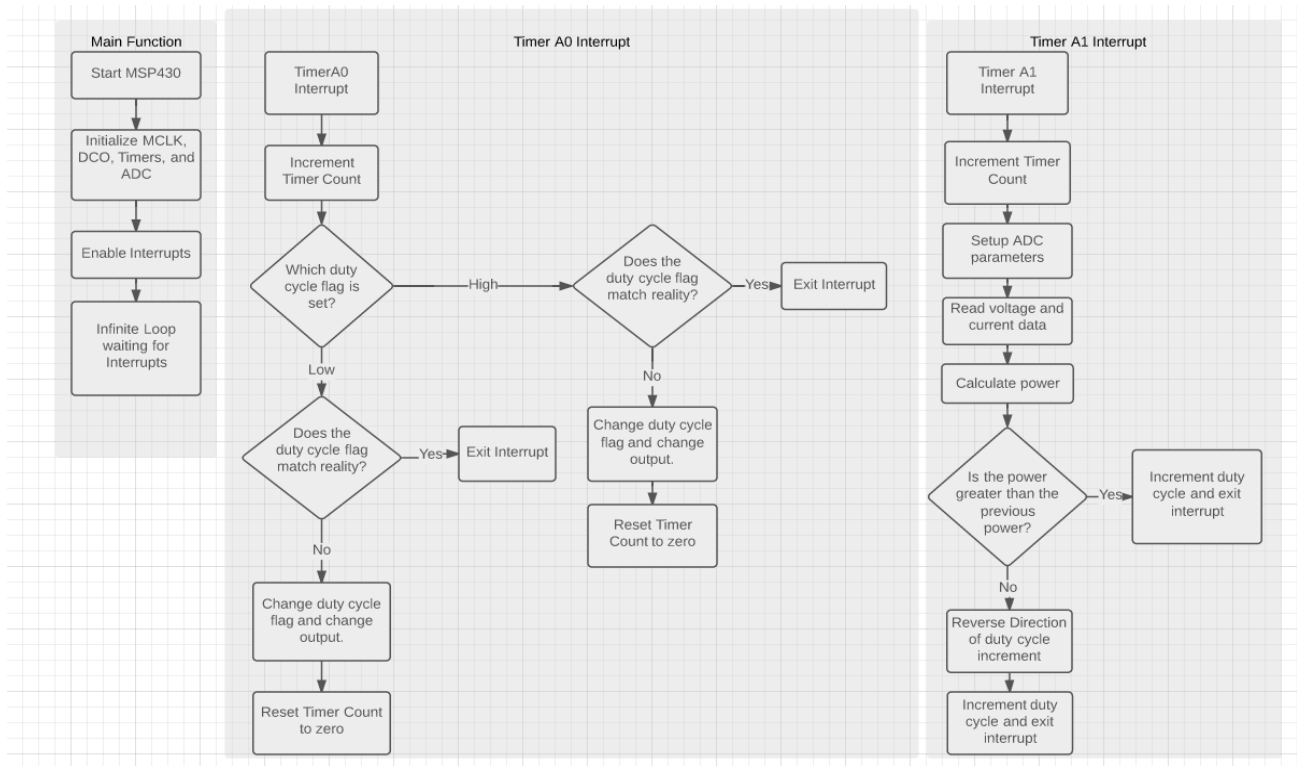 Main Function
Start MSP430
Initialize MCLK,
DCO, Timers, and
ADC
Enable Interrupts
Infinite Loop
waiting for
Interrupts
Timer A0 Interrupt
TimerA0
Interrupt
Increment
Timer Count
Which duty
cycle flag is
set?
High
Does the
duty cycle flag
match reality?
Yes
Exit Interrupt
No
Change duty cycle
flag and change
output.
Reset Timer
Count to zero
Low
Does the
duty cycle flag
match reality?
Yes
Exit Interrupt
No
Change duty cycle
flag and change
output.
Reset Timer Count
to zero
Timer A1 Interrupt
Timer A1
Interrupt
Increment Timer
Count
Setup ADC
parameters
Read voltage and
current data
Calculate power
Is the power
greater than the
previous
power?
Yes
Increment duty
cycle and exit
interrupt
No
Reverse Direction
of duty cycle
increment
Increment duty
cycle and exit
interrupt